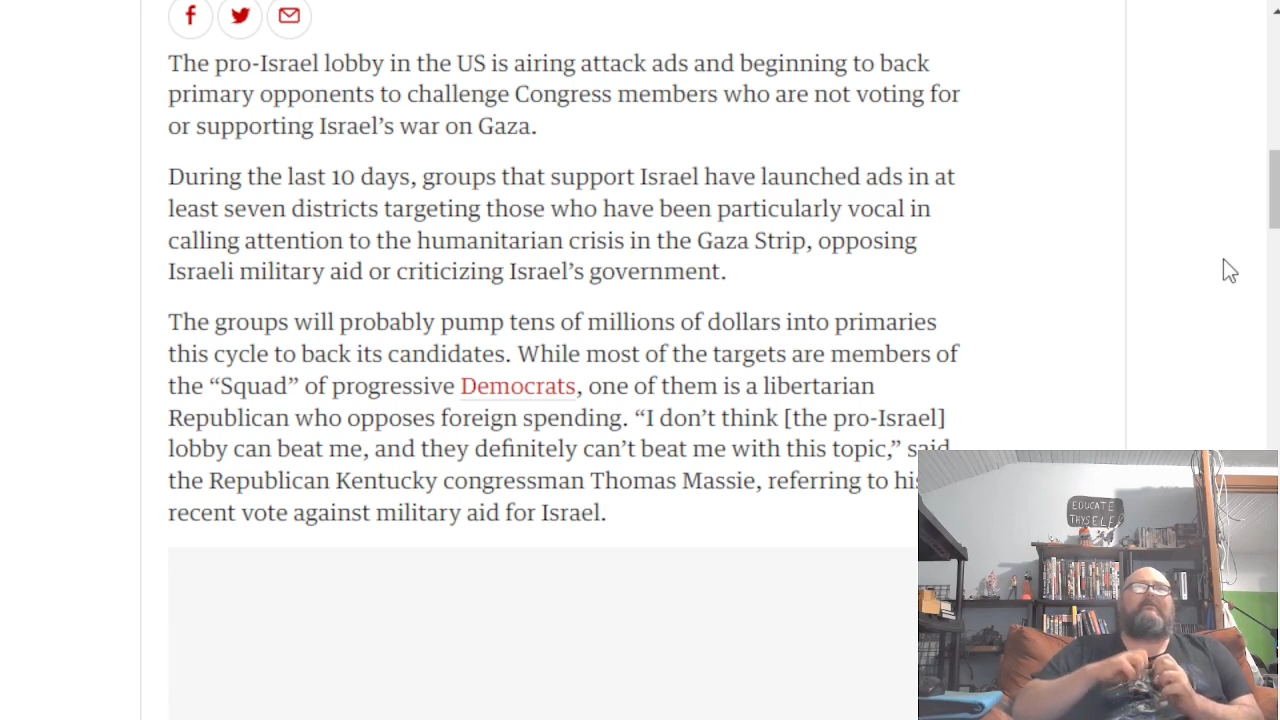 The pro-Israel lobby in the US is airing attack ads and beginning to back
primary opponents to challenge Congress members who are not voting for
or supporting Israel’s war on Gaza.
During the last 10 days, groups that support Israel have launched ads in at
least seven districts targeting those who have been particularly vocal in
calling attention to the humanitarian crisis in the Gaza Strip, opposing
Israeli military aid or criticizing Israel’s government.
The groups will probably pump tens of millions of dollars into primaries
this cycle to back its candidates. While most of the targets are members of
the “Squad” of progressive Democrats, one of them is a libertarian
Republican who opposes foreign spending. “I don’t think [the pro-Israel]
lobby can beat me, and they definitely can’t beat me with this topic,” said
the Republican Kentucky congressman Thomas Massie, referring to his
recent vote against military aid for Israel.
EDUCATE
THYSELF